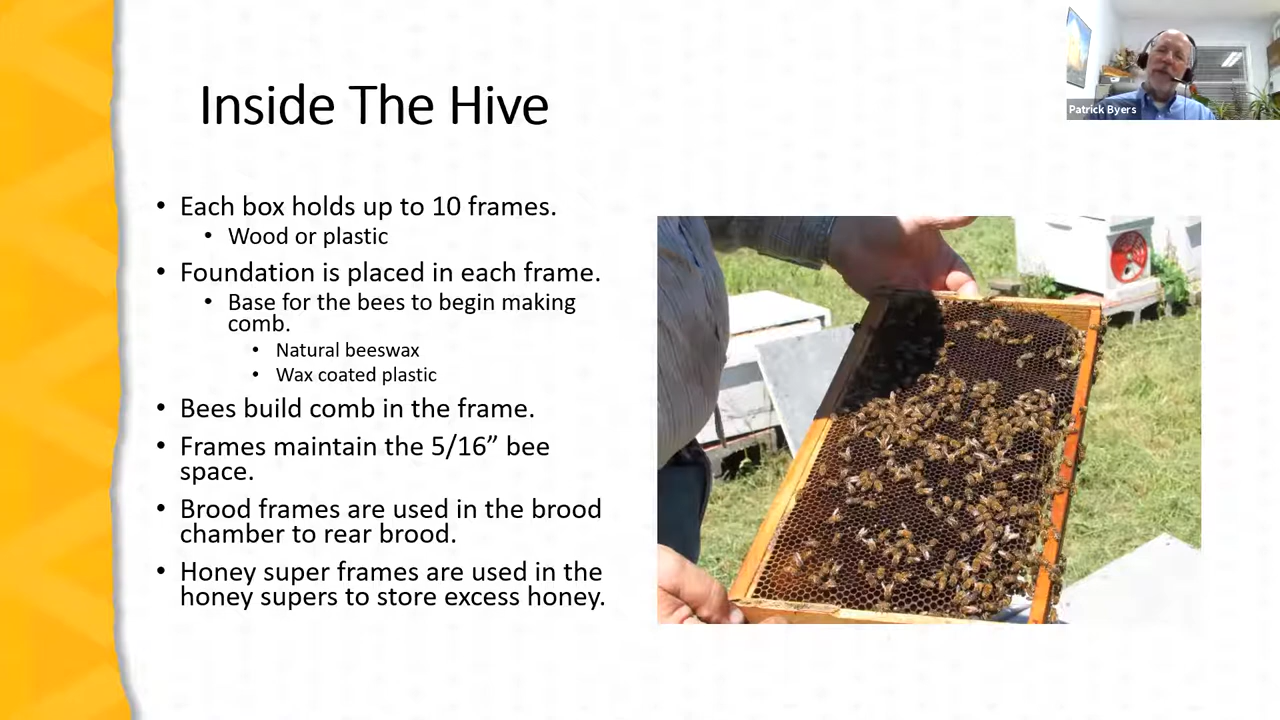 Patrick Byers
Inside The Hive
• Each box holds up to 10 frames.
• Wood or plastic
• Foundation is placed in each frame.
• Base for the bees to begin making
comb.
• Natural beeswax
• Wax coated plastic
• Bees build comb in the frame.
• Frames maintain the 5/16” bee
space.
• Brood frames are used in the brood
chamber to rear brood.
• Honey super frames are used in the
honey supers to store excess honey.